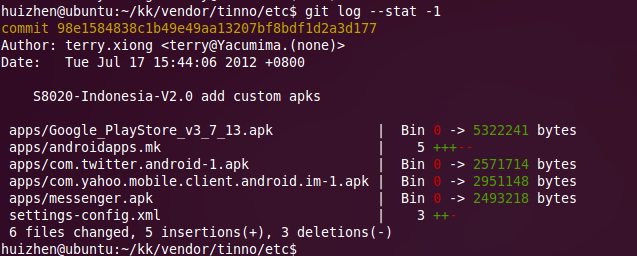 huizhen@ubuntu:~/kk/vendor/tinno/etc$ git log --stat -1
commit 98e1584838c1b49e49aa13207bf8bdf1d2a3d177
Author: terry.xiong <terry@Yacumima.(none)>
Date:   Tue Jul 17 15:44:06 2012 +0800

    S8020-Indonesia-V2.0 add custom apks

 apps/Google_PlayStore_v3_7_13.apk             |  Bin 0 -> 5322241 bytes
 apps/androidapps.mk                           |    5 +++--
 apps/com.twitter.android-1.apk                |  Bin 0 -> 2571714 bytes
 apps/com.yahoo.mobile.client.android.im-1.apk |  Bin 0 -> 2951148 bytes
 apps/messenger.apk                            |  Bin 0 -> 2493218 bytes
 settings-config.xml                           |    3 ++-
 6 files changed, 5 insertions(+), 3 deletions(-)
huizhen@ubuntu:~/kk/vendor/tinno/etc$